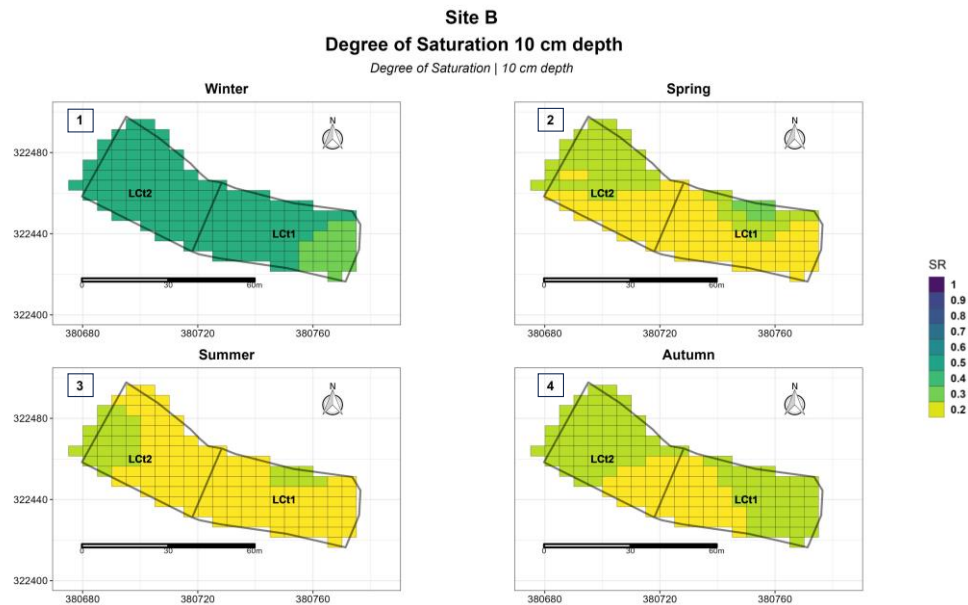 Site B
Degree of Saturation 10 cm depth
Degree of Saturation | 10 cm depth
Winter
Spring
1
N
2
N
322480
LCt2
LCt2
322440
LCt1
LCt1
0 30 60m
0 30 60m
322400
380680 380720 380760
380680 380720 380760
SR
1
0.9
0.8
0.7
0.6
0.5
0.4
0.3
0.2
Summer
Autumn
3
N
4
N
322480
LCt2
LCt2
322440
LCt1
LCt1
0 30 60m
0 30 60m
322400
380680 380720 380760
380680 380720 380760